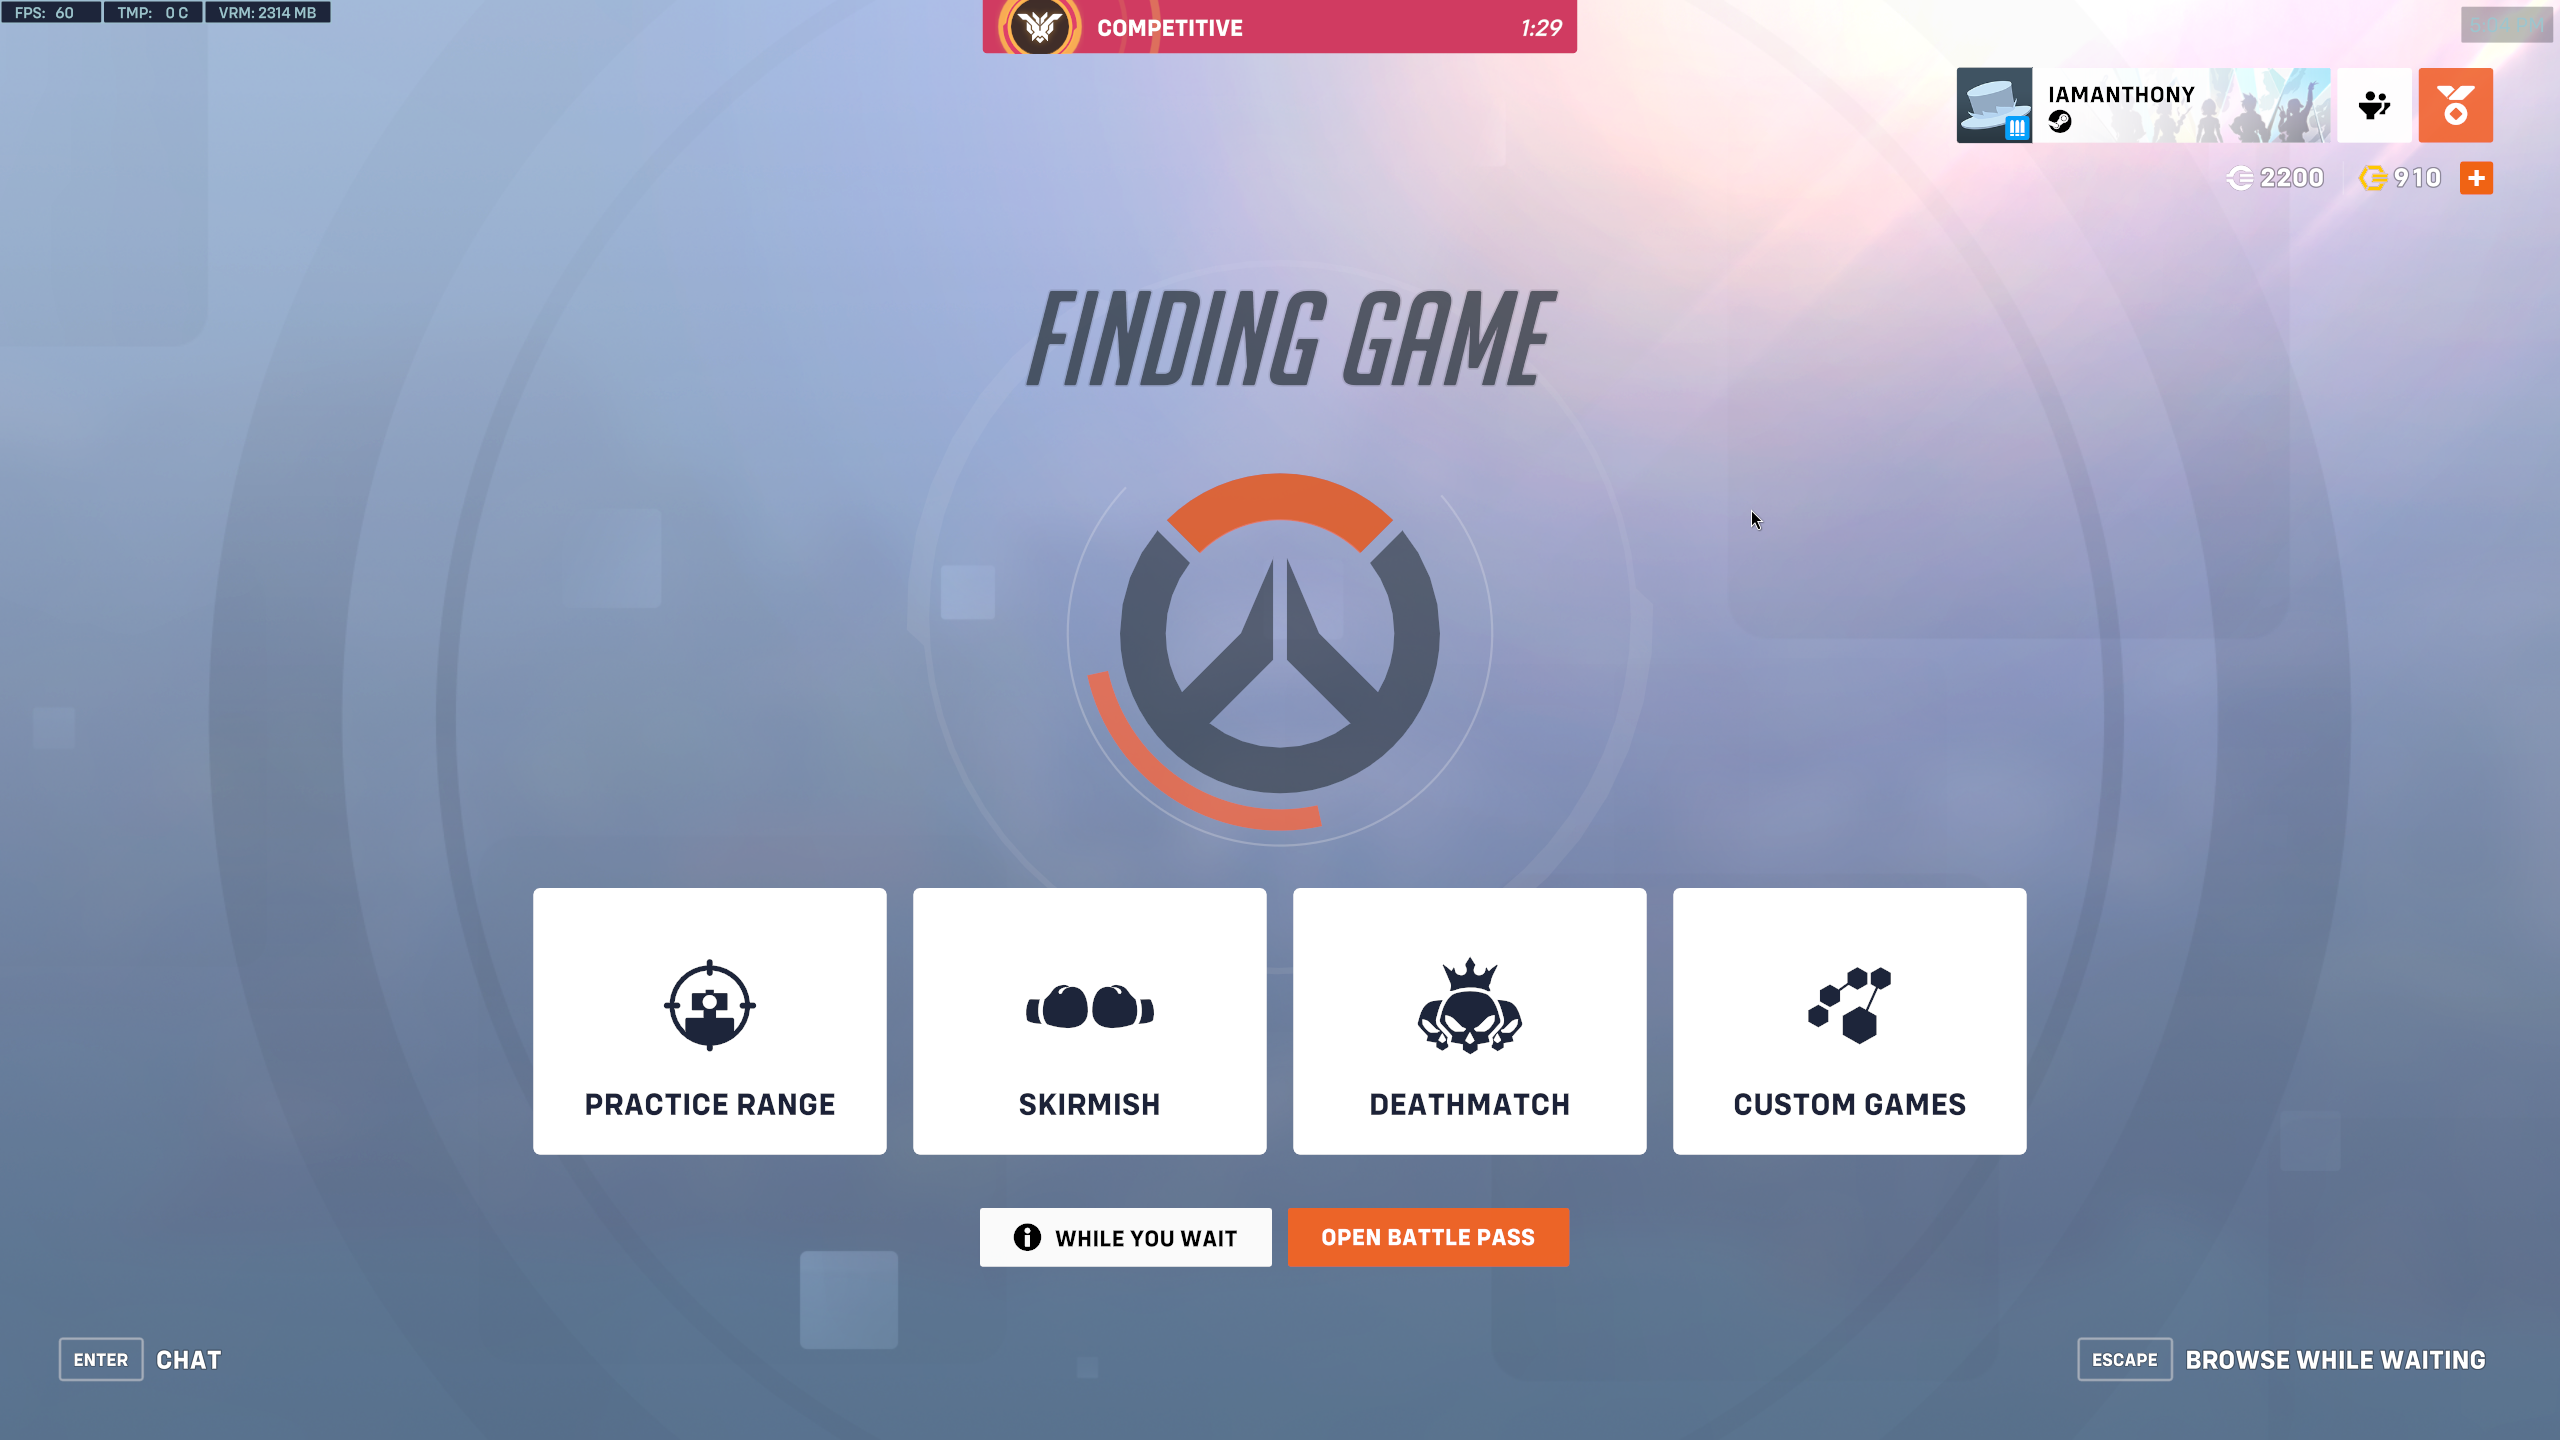 FPS: 60 TMP: 0 C VRM: 2314 MB
COMPETITIVE 1:29
IAMANTHONY
2200 910 +
FINDING GAME
PRACTICE RANGE
SKIRMISH
DEATHMATCH
CUSTOM GAMES
WHILE YOU WAIT
OPEN BATTLE PASS
ENTER CHAT
ESCAPE BROWSE WHILE WAITING